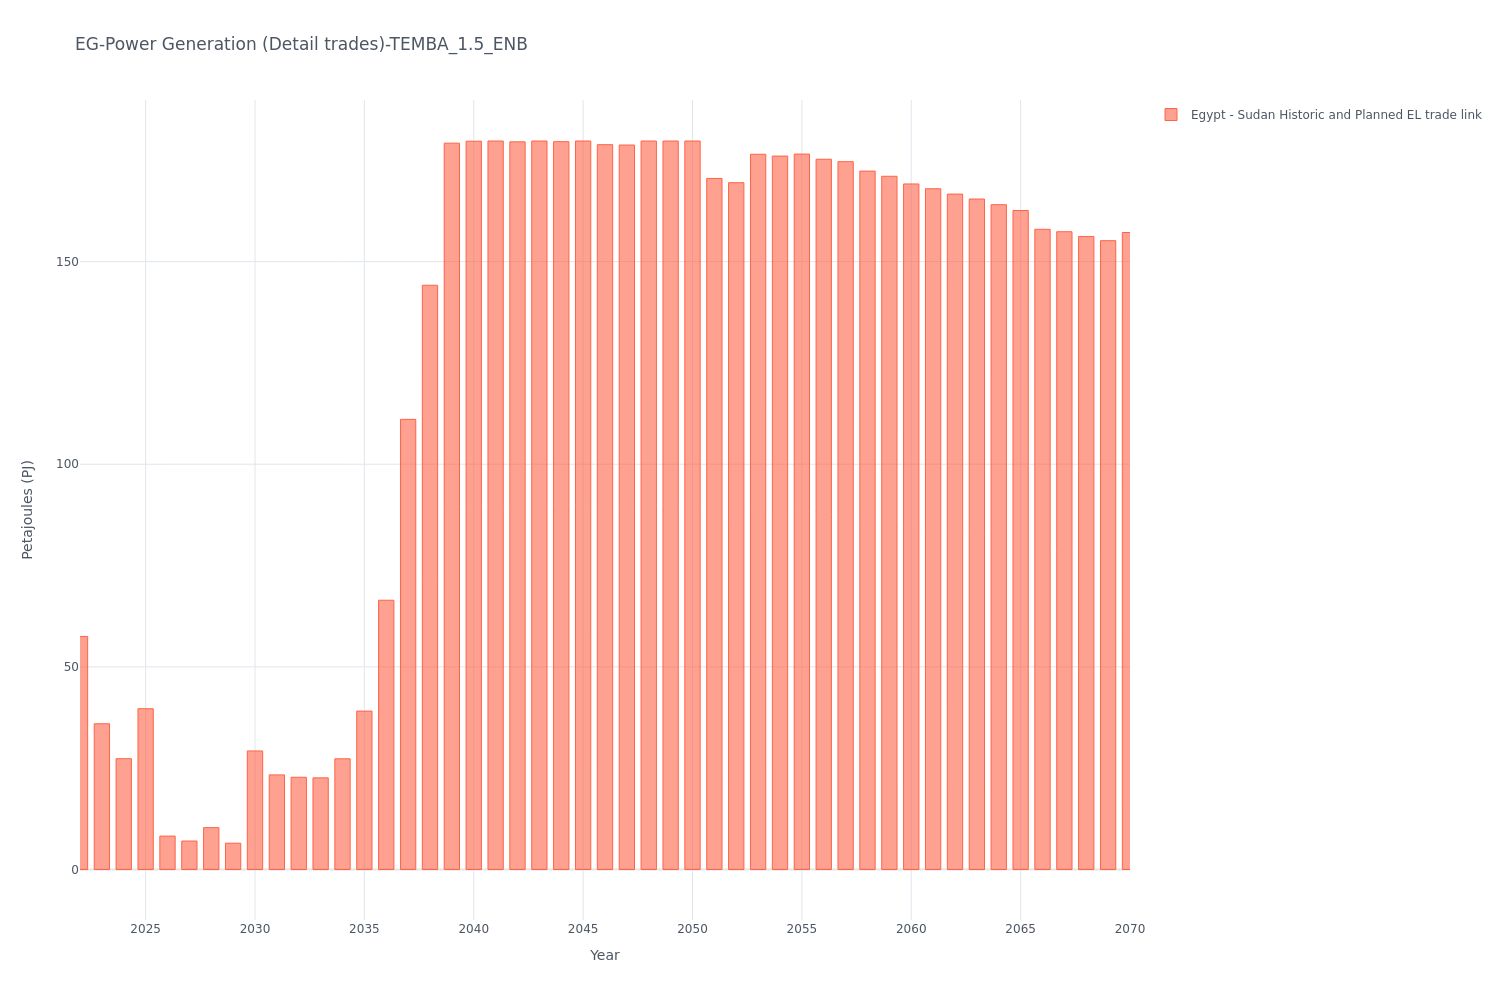 EG-Power Generation (Detail trades)-TEMBA_1.5_ENB
Egypt - Sudan Historic and Planned EL trade link
150
100
50
0
Petajoules (PJ)
2025 2030 2035 2040 2045 2050 2055 2060 2065 2070
Year